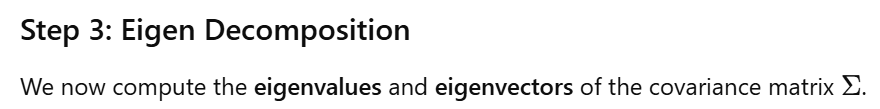 Step 3: Eigen Decomposition
We now compute the eigenvalues and eigenvectors of the covariance matrix Σ.